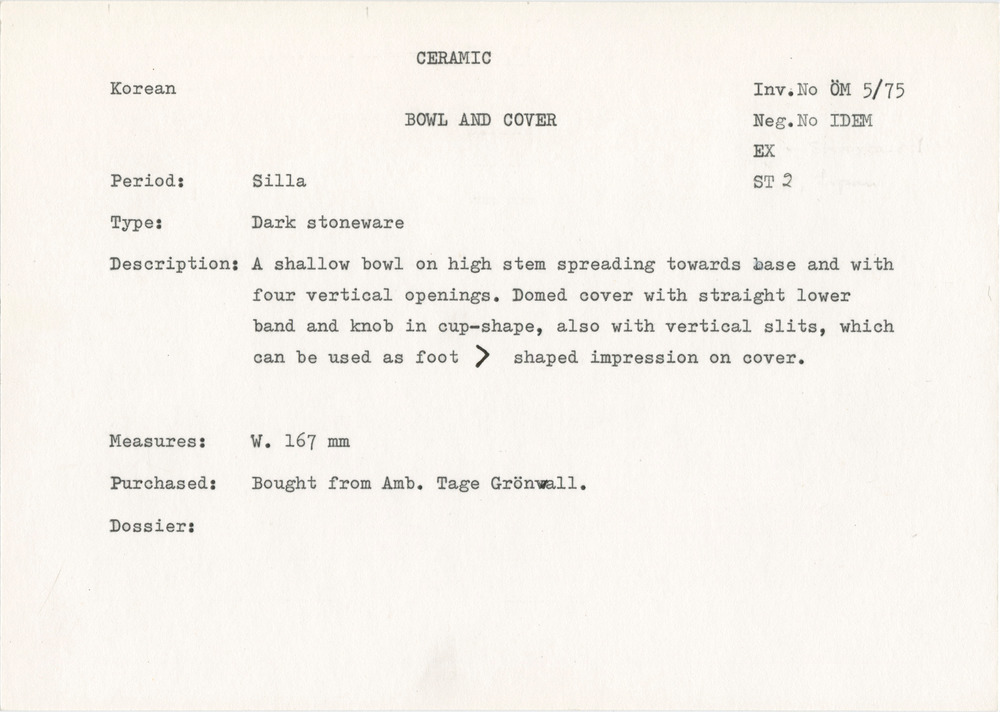 CERAMIC
Korean
Inv.No ÖM 5/75
BOWL AND COVER
Neg.No IDEM
EX
Period: Silla
ST 2
Type: Dark stoneware
Description: A shallow bowl on high stem spreading towards base and with
four vertical openings. Domed cover with straight lower
band and knob in cup-shape, also with vertical slits, which
can be used as foot > shaped impression on cover.
Measures: W. 167 mm
Purchased: Bought from Amb. Tage Grönwall.
Dossier: